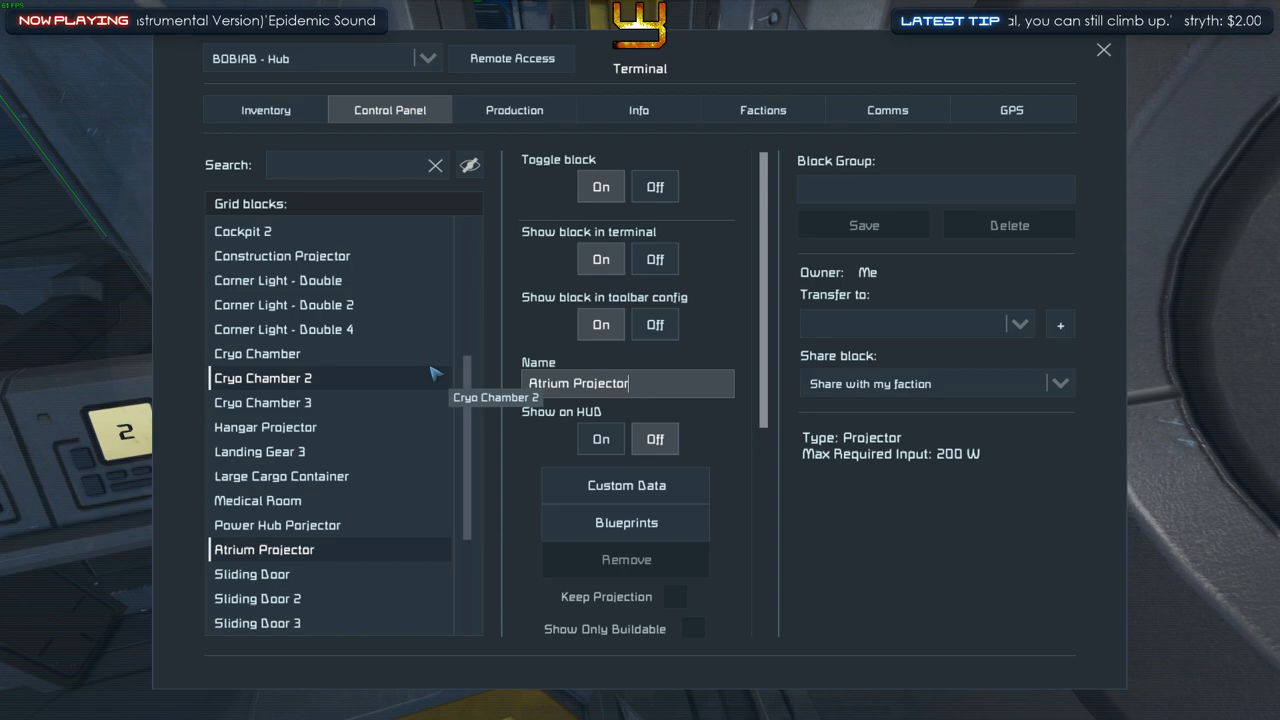 61 FPS
NOW PLAYING ınstrumental Version)'Epidemic Sound
LATEST TIP al, you can still climb up.' stryth: $2.00
BOBIAB - Hub
Remote Access
Terminal
Inventory
Control Panel
Production
Info
Factions
Comms
GPS
Search:
Grid blocks:
Cockpit 2
Construction Projector
Corner Light - Double
Corner Light - Double 2
Corner Light - Double 4
Cryo Chamber
Cryo Chamber 2
Cryo Chamber 3
Hangar Projector
Landing Gear 3
Large Cargo Container
Medical Room
Power Hub Porjector
Atrium Projector
Sliding Door
Sliding Door 2
Sliding Door 3
Cryo Chamber 2
Toggle block
On Off
Show block in terminal
On Off
Show block in toolbar config
On Off
Name
Atrium Projector
Show on HUD
On Off
Custom Data
Blueprints
Remove
Keep Projection
Show Only Buildable
Block Group:
Save Delete
Owner: Me
Transfer to:
+
Share block:
Share with my faction
Type: Projector
Max Required Input: 200 W
2